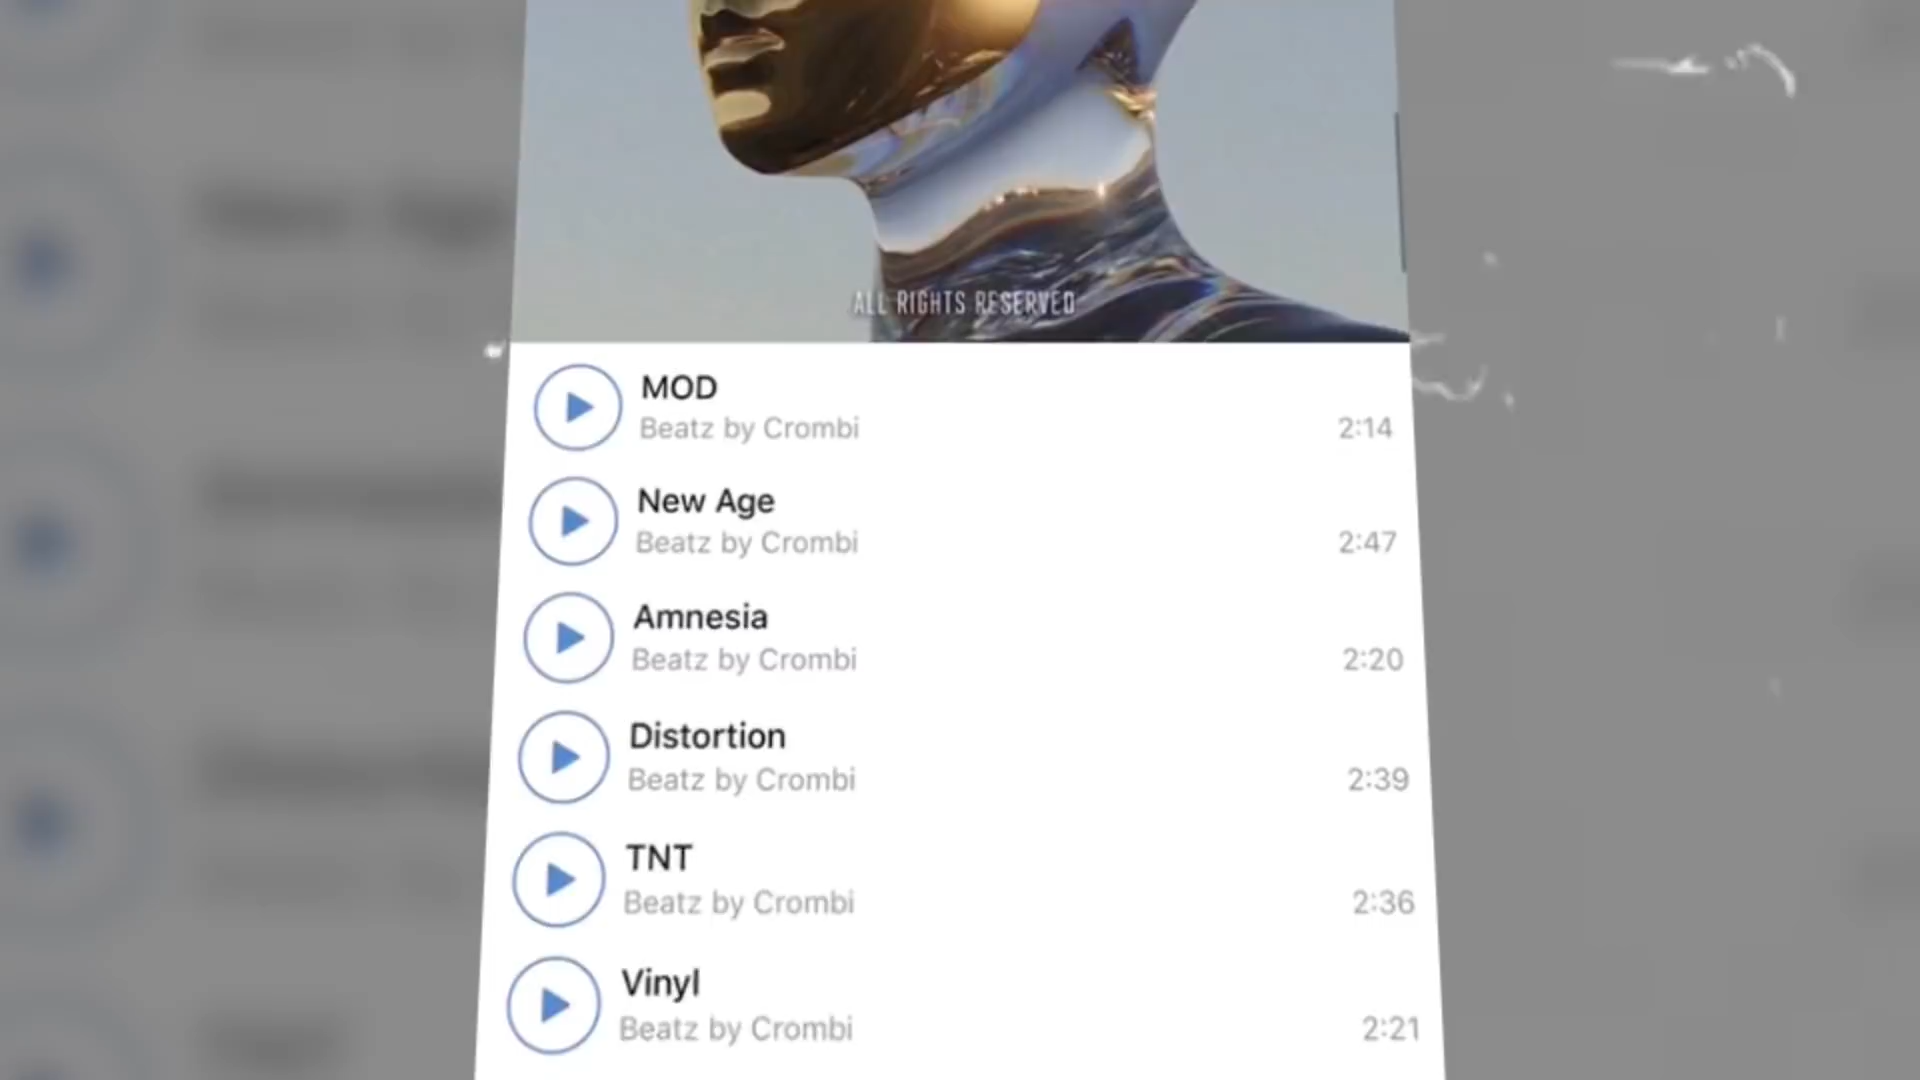 ALL RIGHTS RESERVED
MOD
Beatz by Crombi
2:14
New Age
Beatz by Crombi
2:47
Amnesia
Beatz by Crombi
2:20
Distortion
Beatz by Crombi
2:39
TNT
Beatz by Crombi
2:36
Vinyl
Beatz by Crombi
2:21